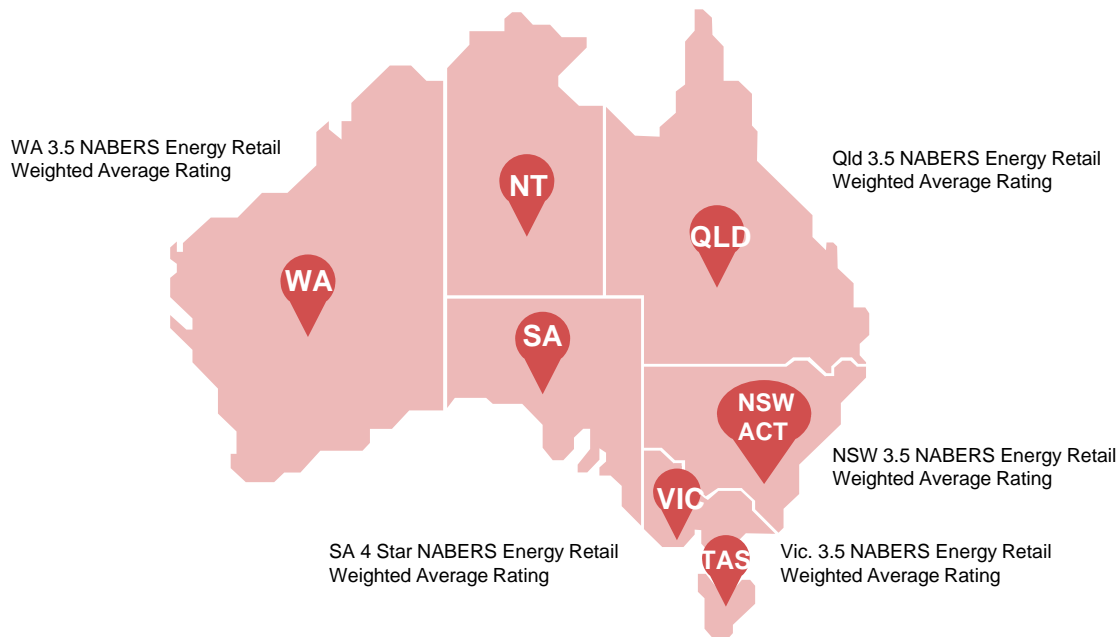 WA 3.5 NABERS Energy Retail
Weighted Average Rating
NT
Qld 3.5 NABERS Energy Retail
Weighted Average Rating
QLD
WA
SA
NSW
ACT
NSW 3.5 NABERS Energy Retail
Weighted Average Rating
VIC
SA 4 Star NABERS Energy Retail
Weighted Average Rating
TAS
Vic. 3.5 NABERS Energy Retail
Weighted Average Rating